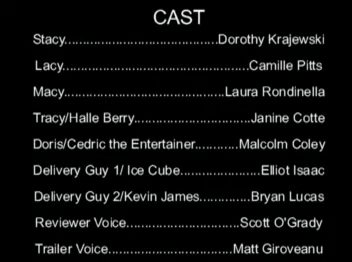 CAST
Stacy..........................................Dorothy Krajewski
Lacy..................................................Camille Pitts
Macy...........................................Laura Rondinella
Tracy/Halle Berry...............................Janine Cotte
Doris/Cedric the Entertainer............Malcolm Coley
Delivery Guy 1/ Ice Cube......................Elliot Isaac
Delivery Guy 2/Kevin James..............Bryan Lucas
Reviewer Voice...............................Scott O'Grady
Trailer Voice..................................Matt Giroveanu